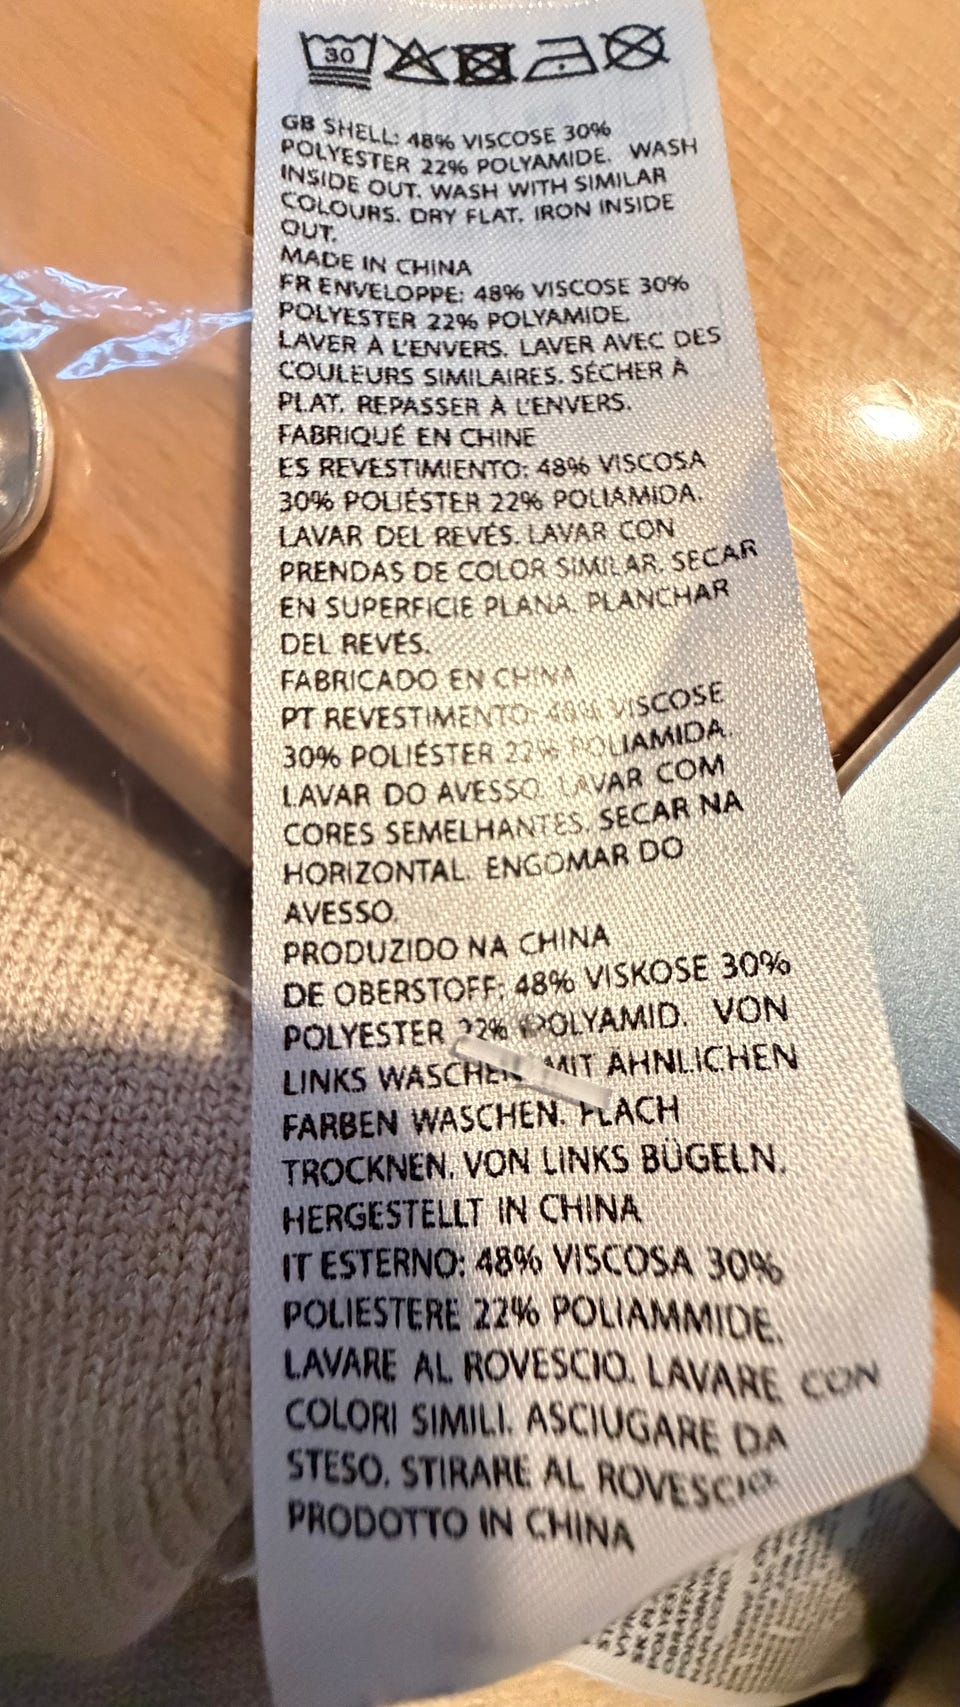 30
GB SHELL: 48% VISCOSE 30%
POLYESTER 22% POLYAMIDE. WASH
INSIDE OUT. WASH WITH SIMILAR
COLOURS. DRY FLAT. IRON INSIDE
OUT.
MADE IN CHINA
FR ENVELOPPE: 48% VISCOSE 30%
POLYESTER 22% POLYAMIDE.
LAVER À L'ENVERS. LAVER AVEC DES
COULEURS SIMILAIRES. SÉCHER À
PLAT. REPASSER À L'ENVERS.
FABRIQUÉ EN CHINE
ES REVESTIMIENTO: 48% VISCOSA
30% POLIÉSTER 22% POLIAMIDA.
LAVAR DEL REVÉS. LAVAR CON
PRENDAS DE COLOR SIMILAR. SECAR
EN SUPERFICIE PLANA. PLANCHAR
DEL REVÉS.
FABRICADO EN CHINA
PT REVESTIMENTO: 48% VISCOSE
30% POLIÉSTER 22% POLIAMIDA.
LAVAR DO AVESSO. LAVAR COM
CORES SEMELHANTES. SECAR NA
HORIZONTAL. ENGOMAR DO
AVESSO.
PRODUZIDO NA CHINA
DE OBERSTOFF: 48% VISKOSE 30%
POLYESTER 22% POLYAMID. VON
LINKS WASCHEN. MIT ÄHNLICHEN
FARBEN WASCHEN. FLACH
TROCKNEN. VON LINKS BÜGELN.
HERGESTELLT IN CHINA
IT ESTERNO: 48% VISCOSA 30%
POLIESTERE 22% POLIAMMIDE.
LAVARE AL ROVESCIO. LAVARE CON
COLORI SIMILI. ASCIUGARE DA
STESO. STIRARE AL ROVESCIO.
PRODOTTO IN CHINA